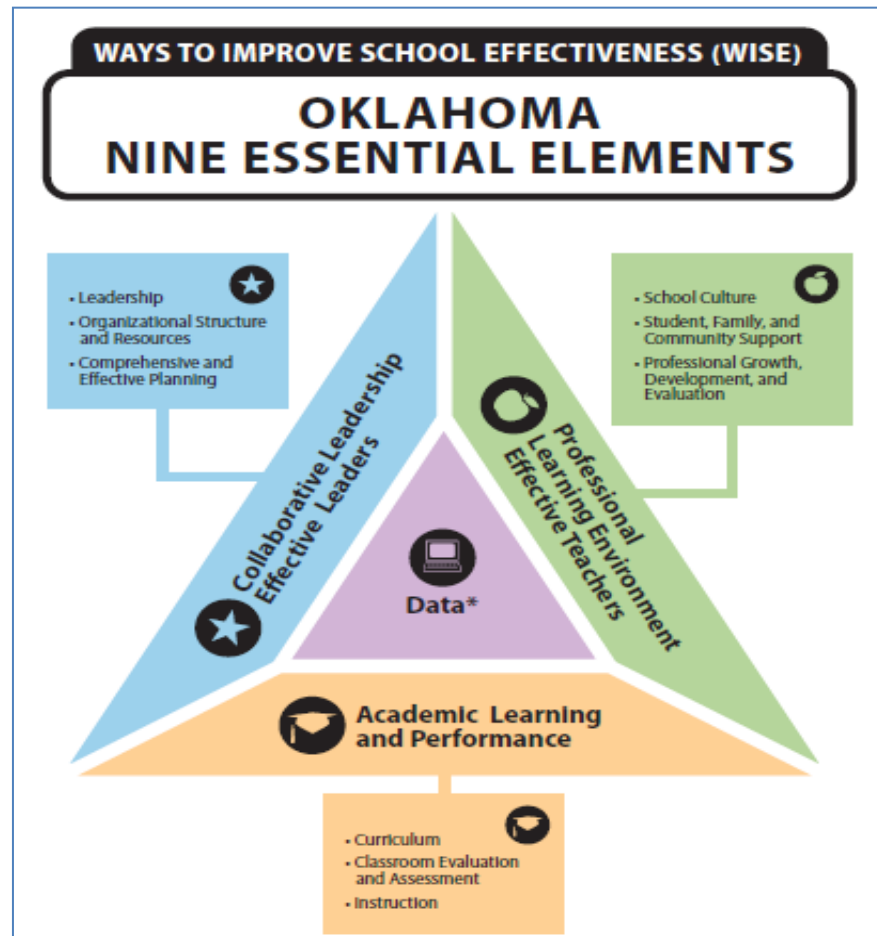 WAYS TO IMPROVE SCHOOL EFFECTIVENESS (WISE)
OKLAHOMA
NINE ESSENTIAL ELEMENTS
• Leadership
• Organizational Structure
and Resources
• Comprehensive and
Effective Planning
• School Culture
• Student, Family, and
Community Support
• Professional Growth,
Development, and
Evaluation
Collaborative Leadership
Effective Leaders
Professional
Learning Environment
Effective Teachers
Data*
Academic Learning
and Performance
• Curriculum
• Classroom Evaluation
and Assessment
• Instruction